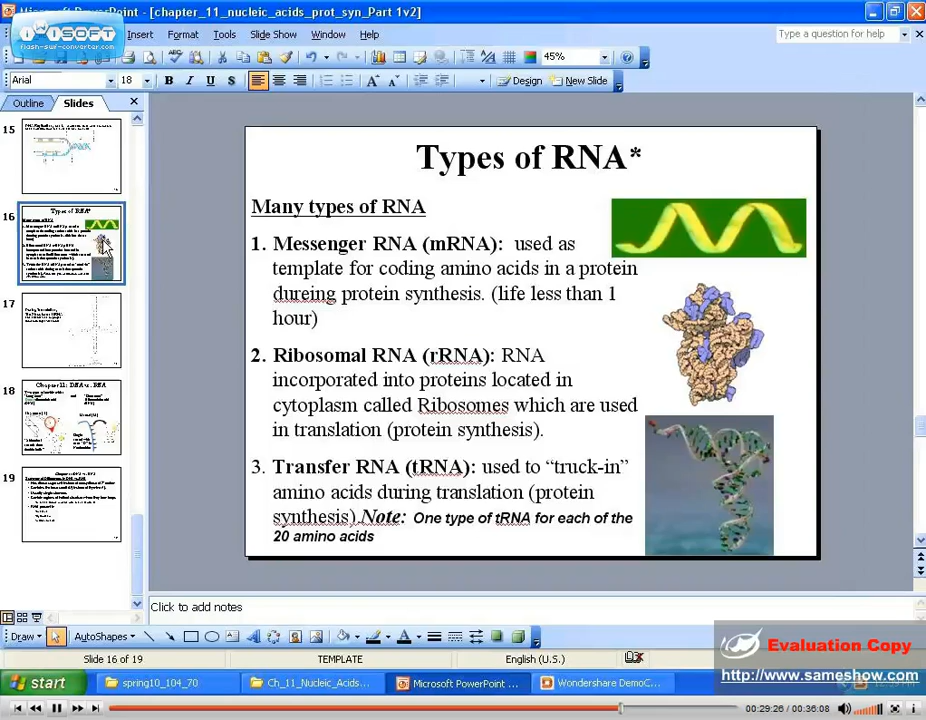 Microsoft PowerPoint - [chapter_11_nucleic_acids_prot_syn_Part 1v2]
WISOFT
flash-swf-converter.com
Insert Format Tools Slide Show Window Help
Type a question for help
45%
Arial 18 B I U S Design New Slide
Outline Slides
15
16
17
18
19
Types of RNA*
Many types of RNA
1. Messenger RNA (mRNA): used as
template for coding amino acids in a protein
dureing protein synthesis. (life less than 1
hour)
2. Ribosomal RNA (rRNA): RNA
incorporated into proteins located in
cytoplasm called Ribosomes which are used
in translation (protein synthesis).
3. Transfer RNA (tRNA): used to “truck-in”
amino acids during translation (protein
synthesis).Note: One type of tRNA for each of the
20 amino acids
Click to add notes
Draw AutoShapes
Slide 16 of 19 TEMPLATE English (U.S.)
Evaluation Copy
http://www.sameshow.com
start spring10_104_70 Ch_11_Nucleic_Acids... Microsoft PowerPoint ... Wondershare DemoC...
00:29:26 / 00:36:08